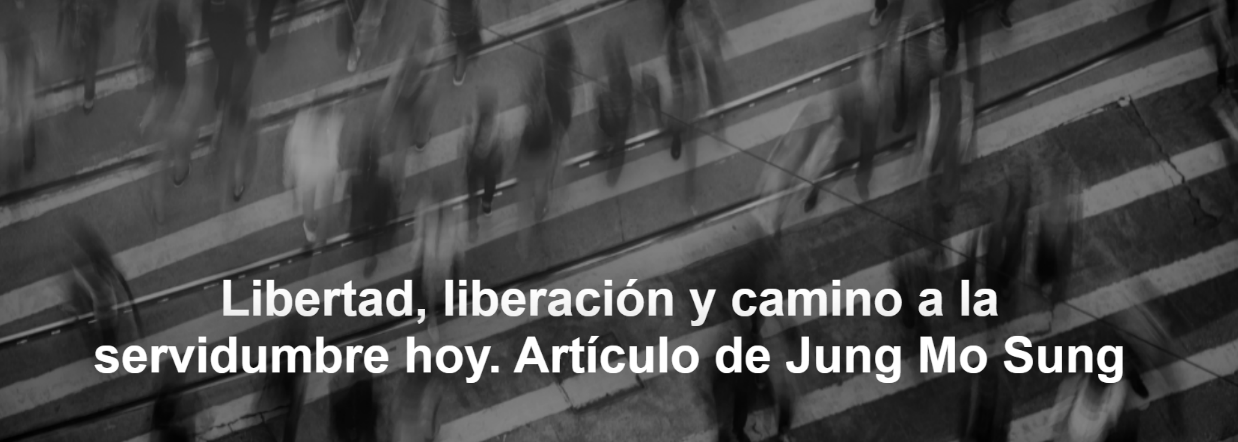 Libertad, liberación y camino a la
servidumbre hoy. Artículo de Jung Mo Sung